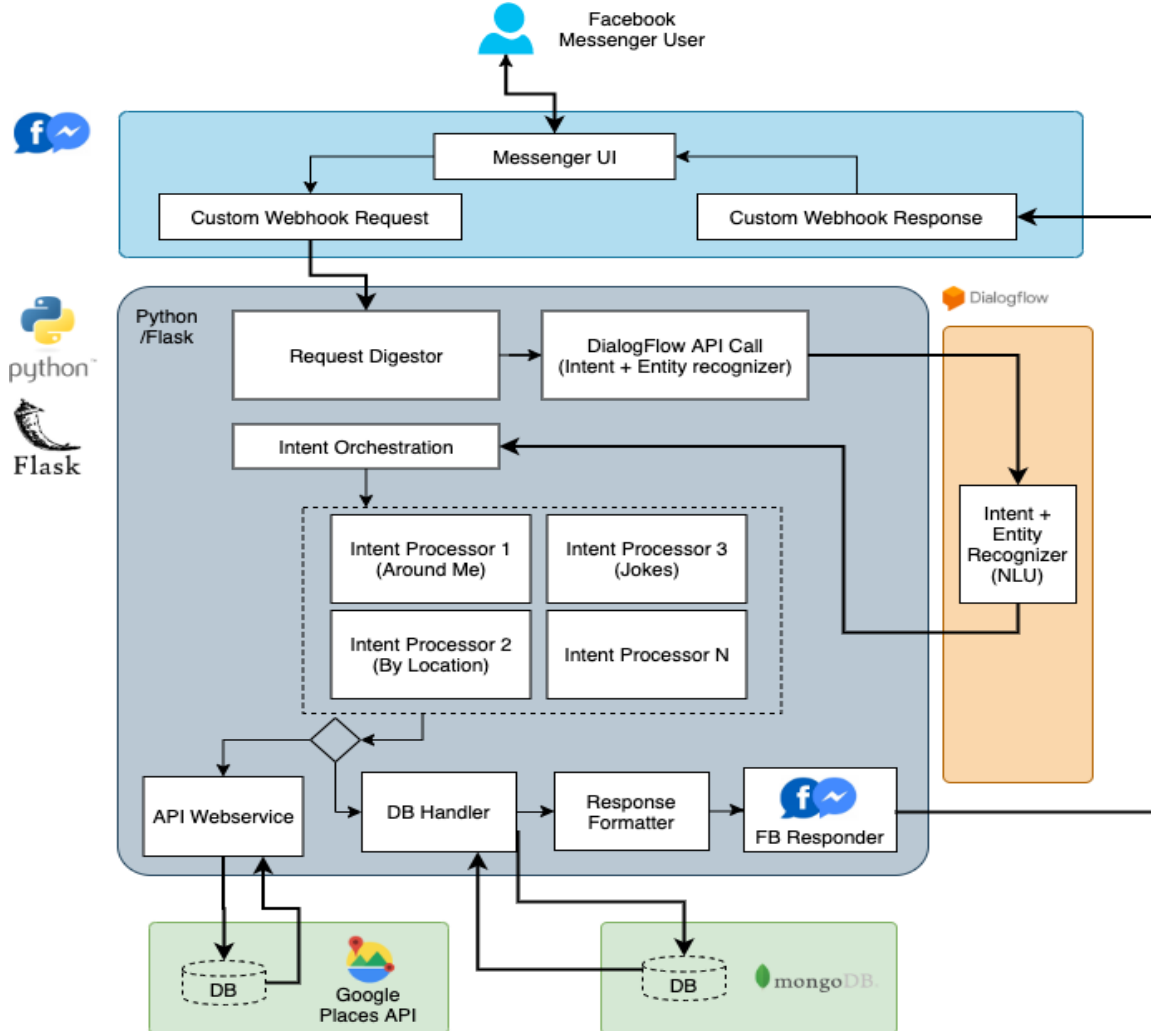 Facebook
Messenger User
f
Messenger UI
Custom Webhook Request
Custom Webhook Response
Python
/Flask
python™
Flask
Dialogflow
Request Digestor
DialogFlow API Call
(Intent + Entity recognizer)
Intent Orchestration
Intent +
Entity
Recognizer
(NLU)
Intent Processor 1
(Around Me)
Intent Processor 3
(Jokes)
Intent Processor 2
(By Location)
Intent Processor N
API Webservice
DB Handler
Response
Formatter
f
FB Responder
DB
Google
Places API
DB
mongoDB.